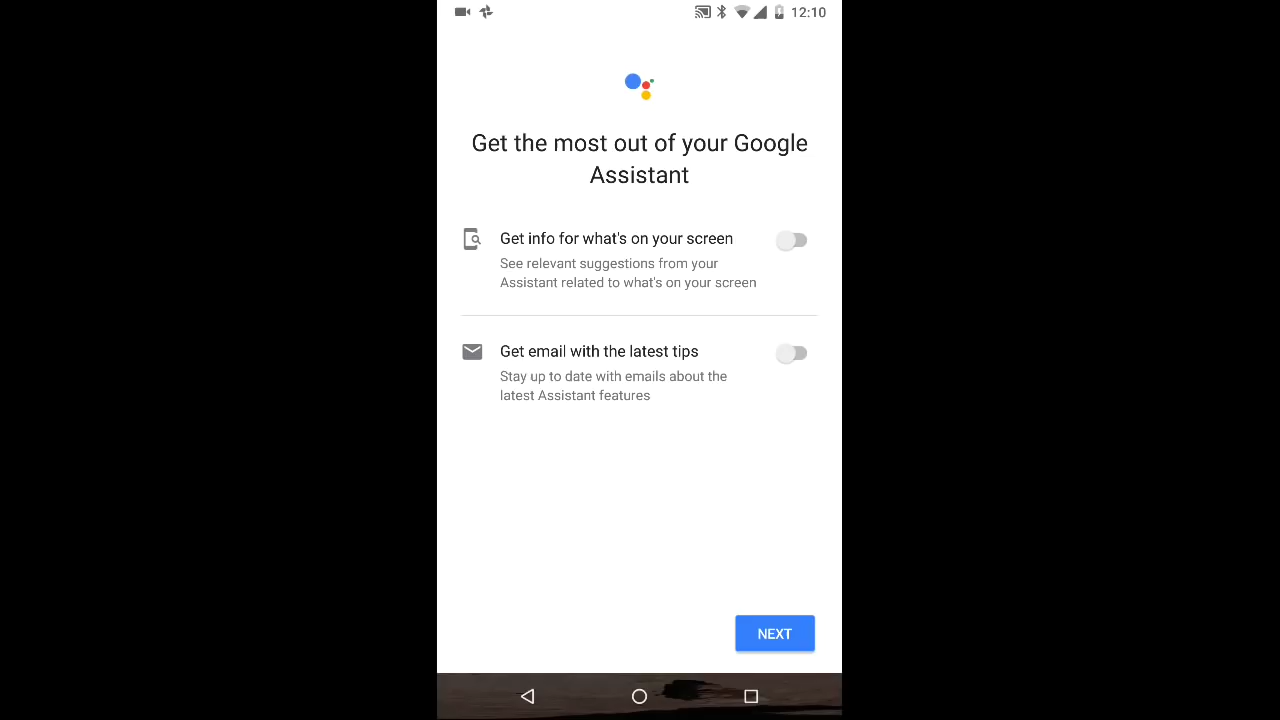 12:10
Get the most out of your Google
Assistant
Get info for what's on your screen
See relevant suggestions from your
Assistant related to what's on your screen
Get email with the latest tips
Stay up to date with emails about the
latest Assistant features
NEXT